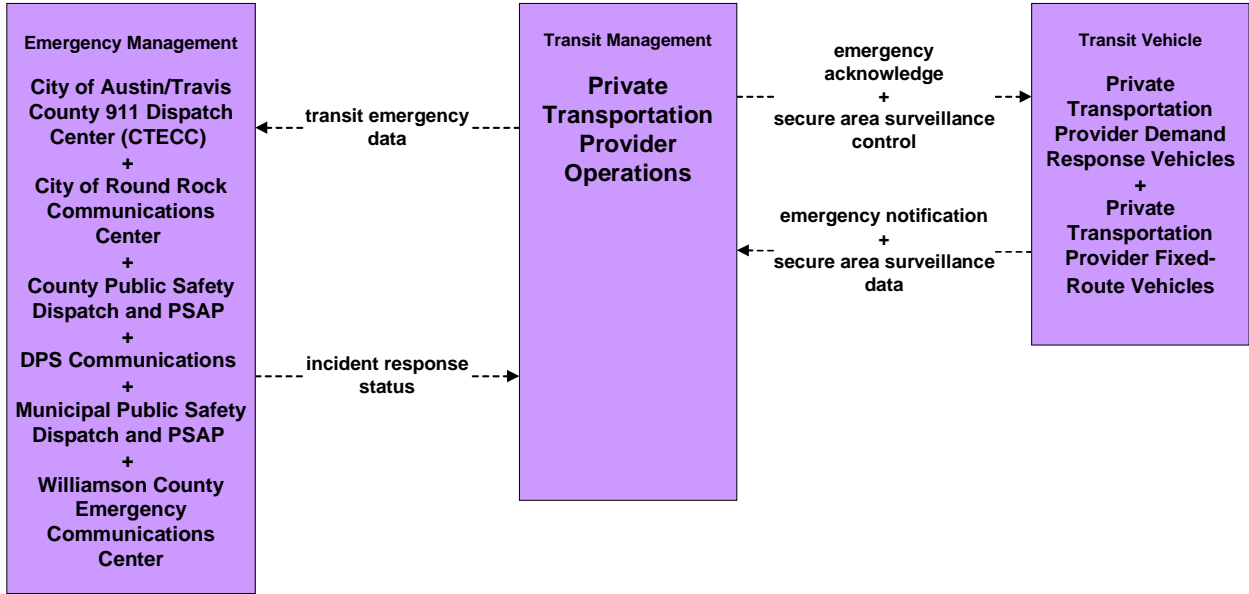 Emergency Management
City of Austin/Travis
County 911 Dispatch
Center (CTECC)
+
City of Round Rock
Communications
Center
+
County Public Safety
Dispatch and PSAP
+
DPS Communications
+
Municipal Public Safety
Dispatch and PSAP
+
Williamson County
Emergency
Communications
Center
transit emergency
data
incident response
status
Transit Management
Private
Transportation
Provider
Operations
emergency
acknowledge
+
secure area surveillance
control
emergency notification
+
secure area surveillance
data
Transit Vehicle
Private
Transportation
Provider Demand
Response Vehicles
+
Private
Transportation
Provider Fixed-
Route Vehicles